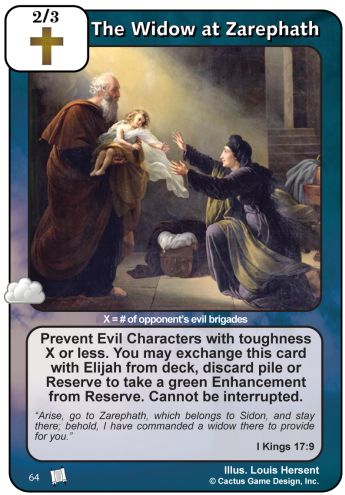 2/3
The Widow at Zarephath
X = # of opponent's evil brigades
Prevent Evil Characters with toughness
X or less. You may exchange this card
with Elijah from deck, discard pile or
Reserve to take a green Enhancement
from Reserve. Cannot be interrupted.
"Arise, go to Zarephath, which belongs to Sidon, and stay
there; behold, I have commanded a widow there to provide
for you."
I Kings 17:9
Illus. Louis Hersent
64
© Cactus Game Design, Inc.